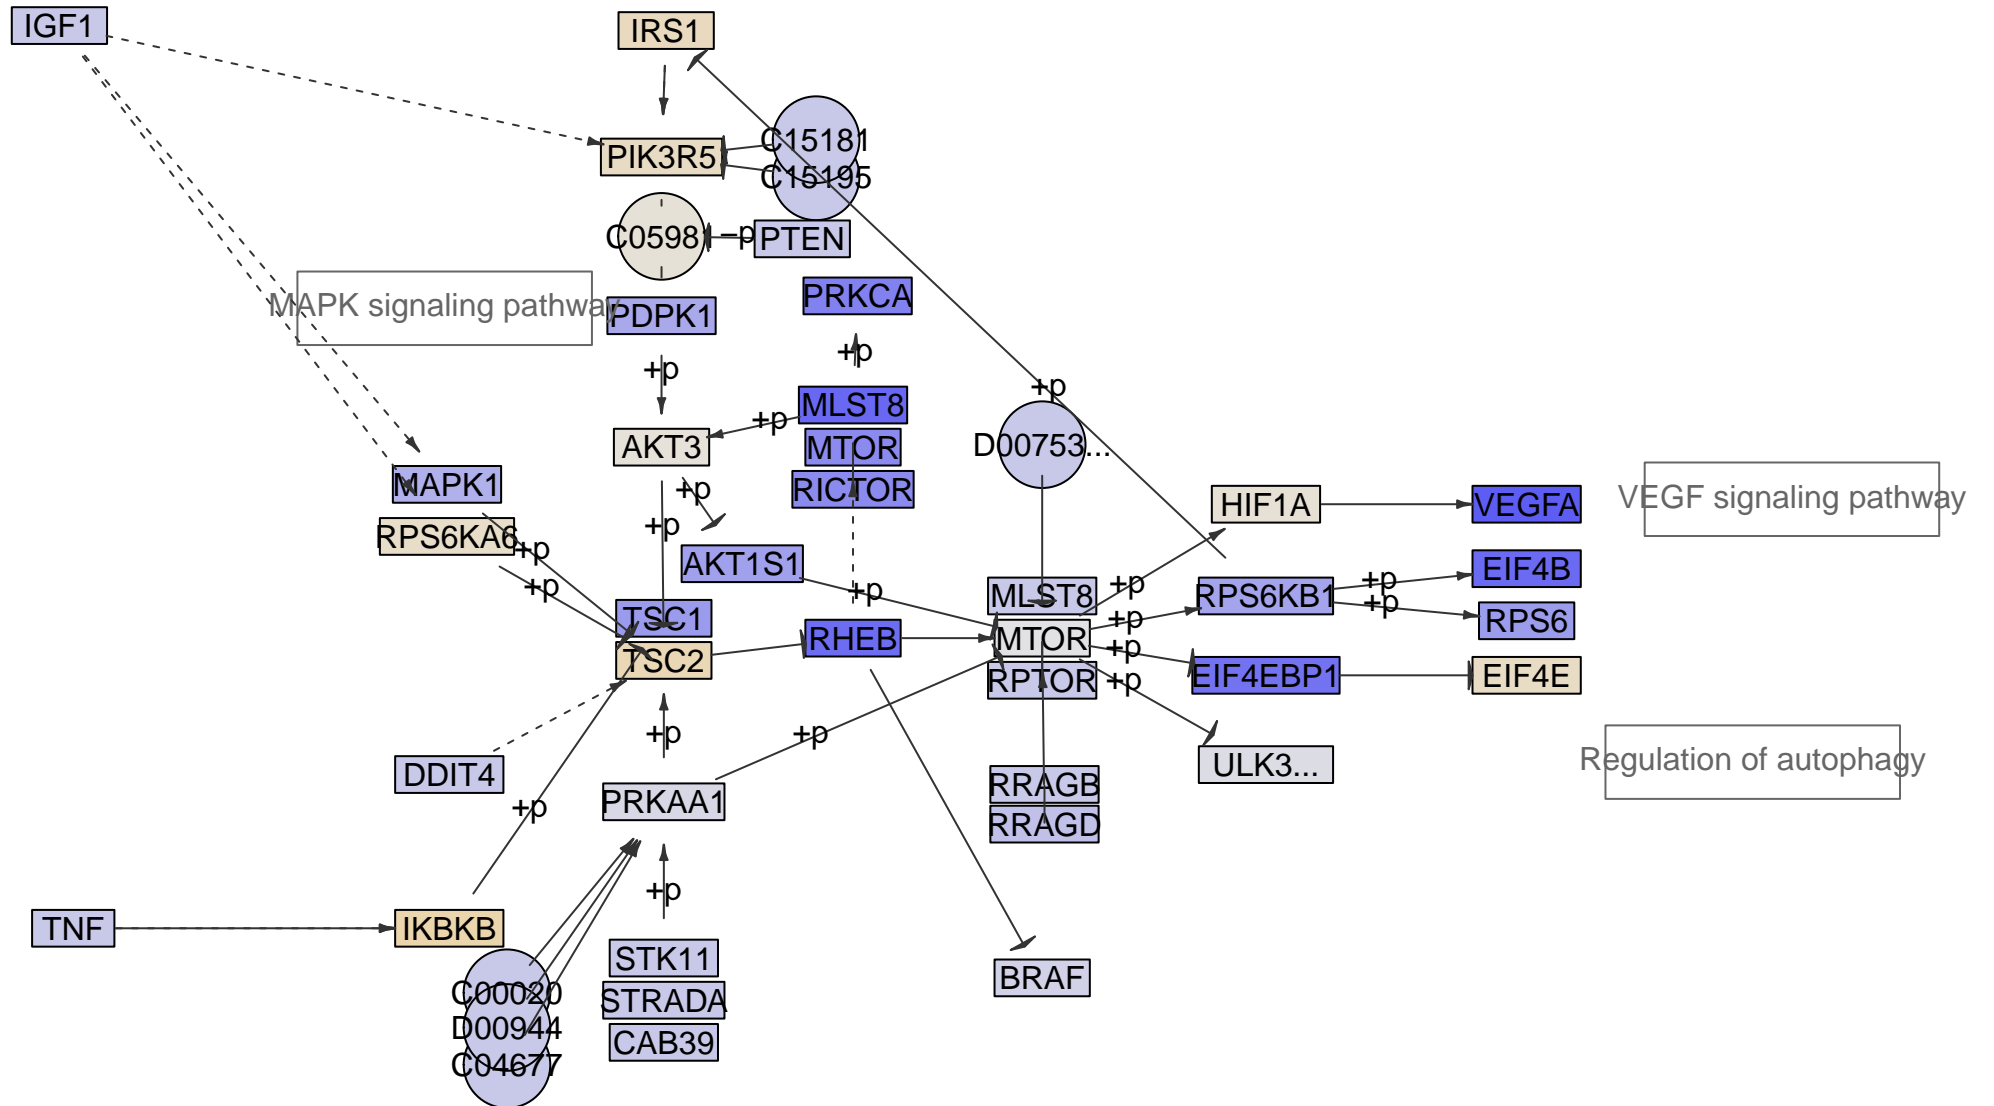 IGF1
IRS1
C15181
PIK3R5
C15195
C0598
−p
PTEN
PRKCA
MAPK signaling pathway
PDPK1
+p
+p
+p
MLST8
+p
AKT3
MTOR
D00753...
MAPK1
RICTOR
+p
HIF1A
VEGFA
VEGF signaling pathway
RPS6KA6
+p
+p
AKT1S1
EIF4B
+p
+p
+p
+p
MLST8
RPS6KB1
+p
TSC1
+p
RPS6
RHEB
MTOR
+p
TSC2
RPTOR
+p
EIF4EBP1
EIF4E
+p
+p
Regulation of autophagy
DDIT4
ULK3...
RRAGB
+p
PRKAA1
RRAGD
+p
TNF
IKBKB
STK11
BRAF
C00020
STRADA
D00944
CAB39
C04677